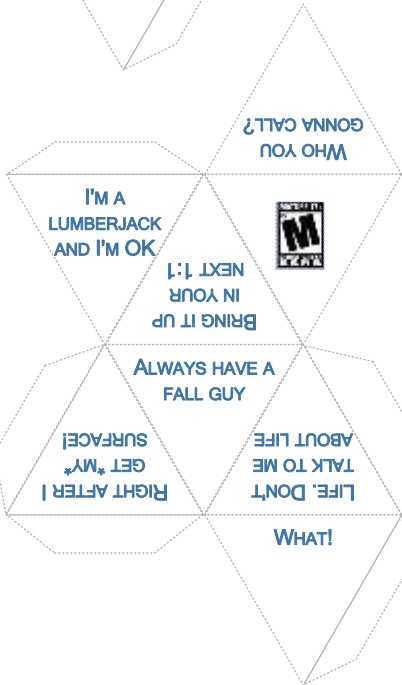 WHO YOU
GONNA CALL?
I'M A
LUMBERJACK
AND I'M OK
M
BRING IT UP
IN YOUR
NEXT 1:1
ALWAYS HAVE A
FALL GUY
RIGHT AFTER I
GET *MY*
SURFACE!
LIFE. DON'T
TALK TO ME
ABOUT LIFE
WHAT!